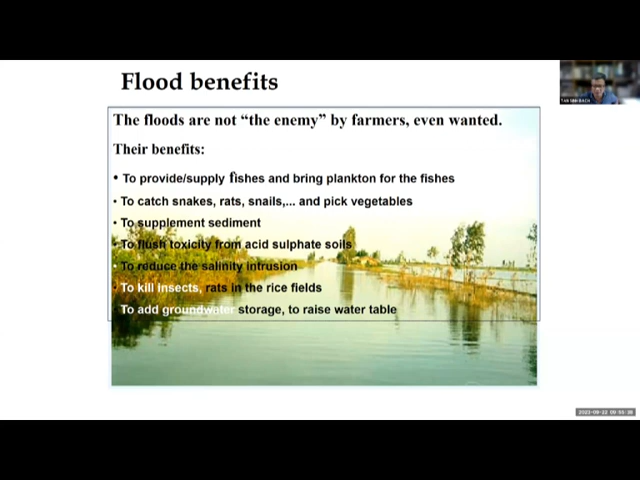 Flood benefits
The floods are not “the enemy” by farmers, even wanted.
Their benefits:
• To provide/supply fishes and bring plankton for the fishes
• To catch snakes, rats, snails,... and pick vegetables
• To supplement sediment
• To flush toxicity from acid sulphate soils
• To reduce the salinity intrusion
• To kill insects, rats in the rice fields
To add groundwater storage, to raise water table